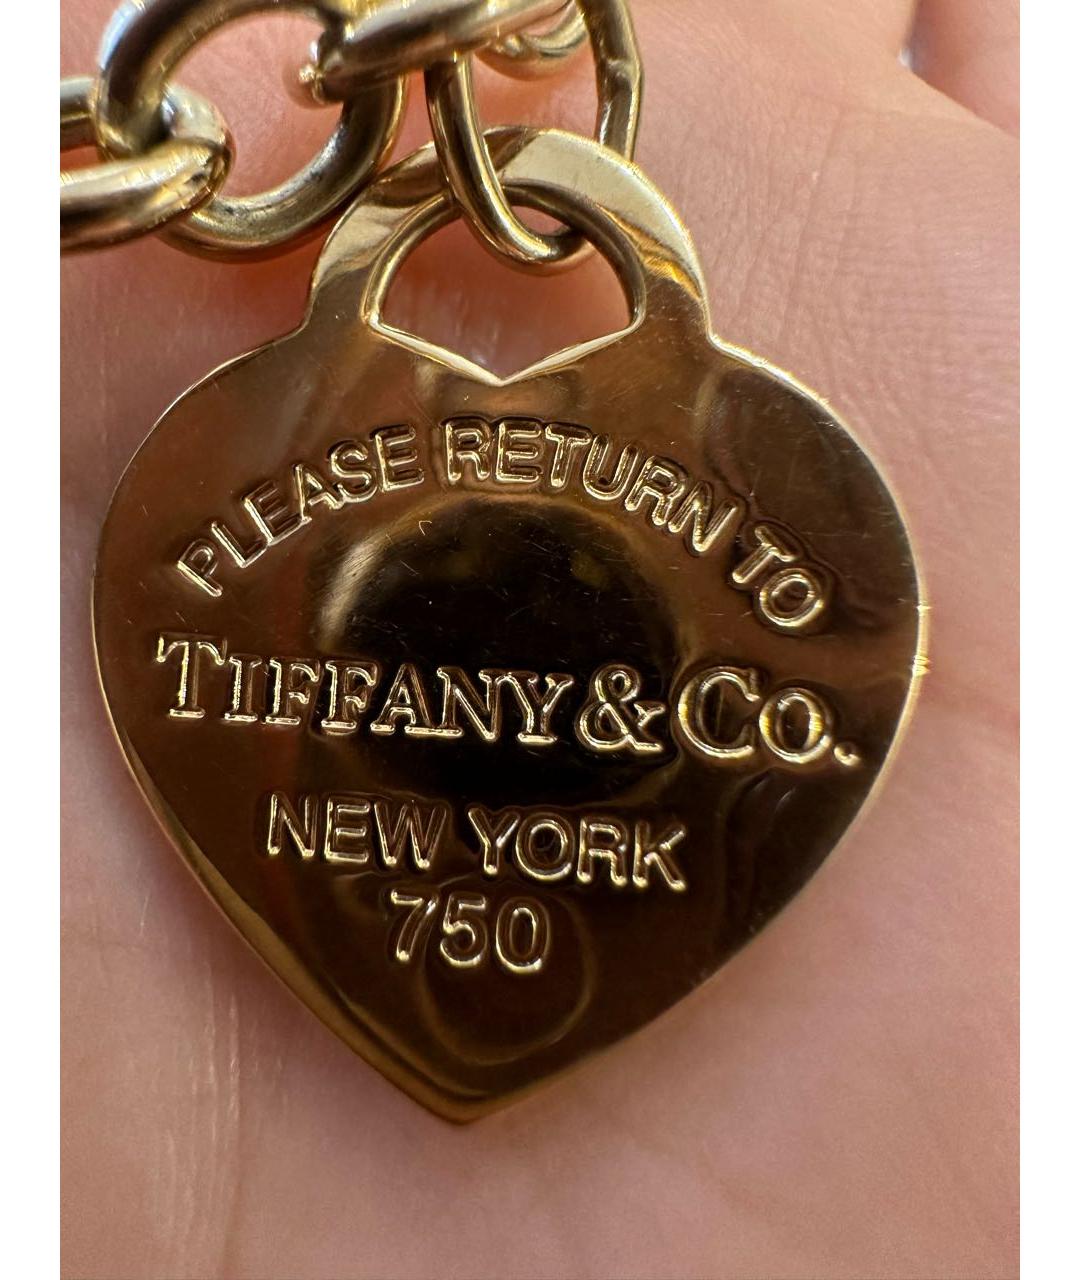 PLEASE RETURN TO
TIFFANY & CO.
NEW YORK
750